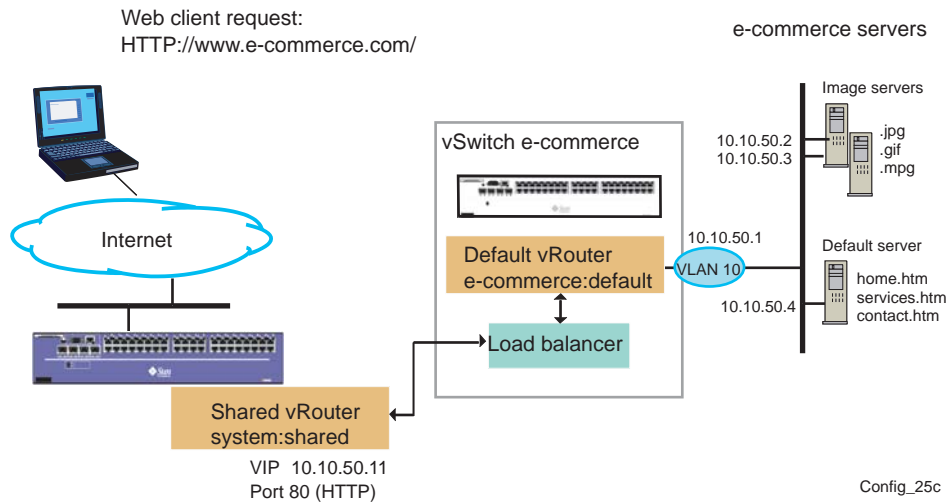 Web client request:
HTTP://www.e-commerce.com/
e-commerce servers
Image servers
10.10.50.2
10.10.50.3
.jpg
.gif
.mpg
vSwitch e-commerce
Internet
Default vRouter
e-commerce:default
10.10.50.1
VLAN 10
Default server
10.10.50.4
home.htm
services.htm
contact.htm
Load balancer
Sun
Shared vRouter
system:shared
VIP 10.10.50.11
Port 80 (HTTP)
Config_25c